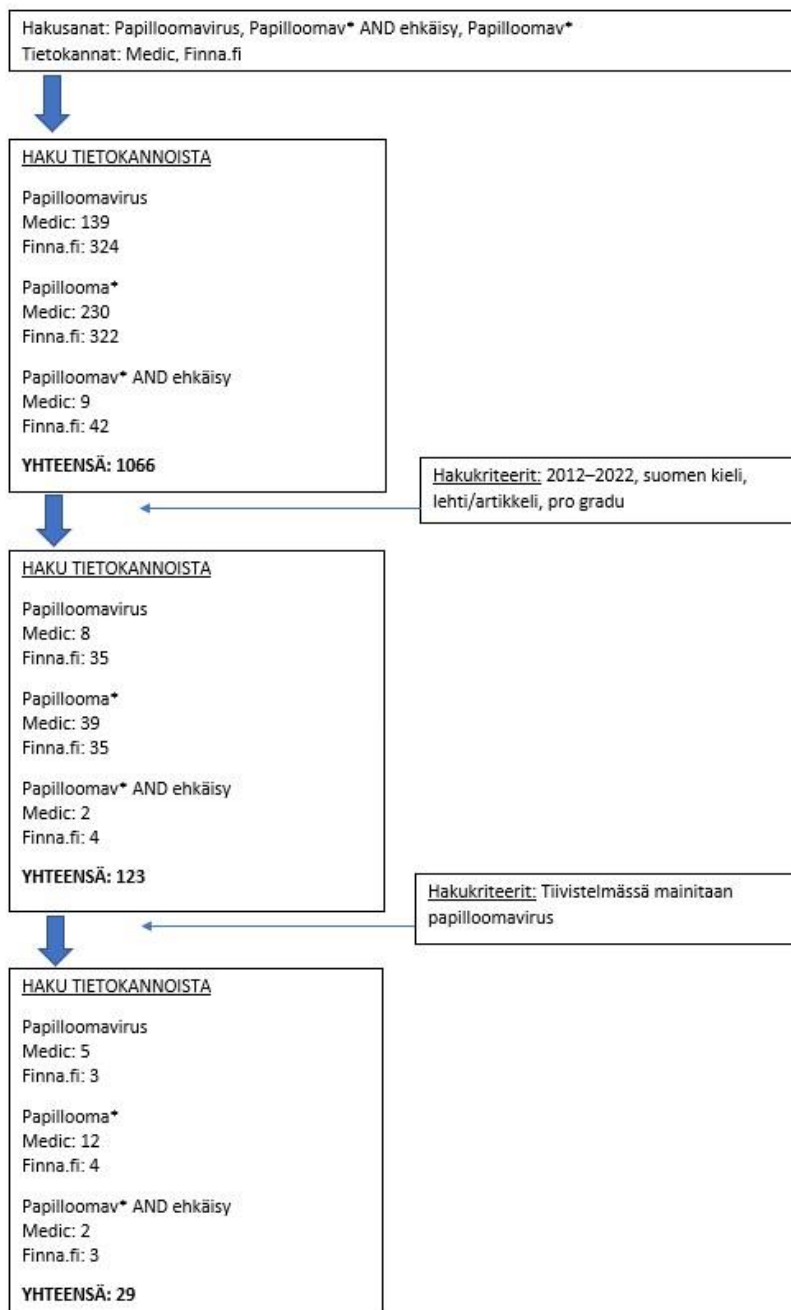 Hakusanat: Papilloomavirus, Papilloomav* AND ehkäisy, Papilloomav*
Tietokannat: Medic, Finna.fi
HAKU TIETOKANNOISTA
Papilloomavirus
Medic: 139
Finna.fi: 324
Papillooma*
Medic: 230
Finna.fi: 322
Papilloomav* AND ehkäisy
Medic: 9
Finna.fi: 42
YHTEENSÄ: 1066
Hakukriteerit: 2012–2022, suomen kieli,
lehti/artikkeli, pro gradu
HAKU TIETOKANNOISTA
Papilloomavirus
Medic: 8
Finna.fi: 35
Papillooma*
Medic: 39
Finna.fi: 35
Papilloomav* AND ehkäisy
Medic: 2
Finna.fi: 4
YHTEENSÄ: 123
Hakukriteerit: Tiivistelmässä mainitaan
papilloomavirus
HAKU TIETOKANNOISTA
Papilloomavirus
Medic: 5
Finna.fi: 3
Papillooma*
Medic: 12
Finna.fi: 4
Papilloomav* AND ehkäisy
Medic: 2
Finna.fi: 3
YHTEENSÄ: 29